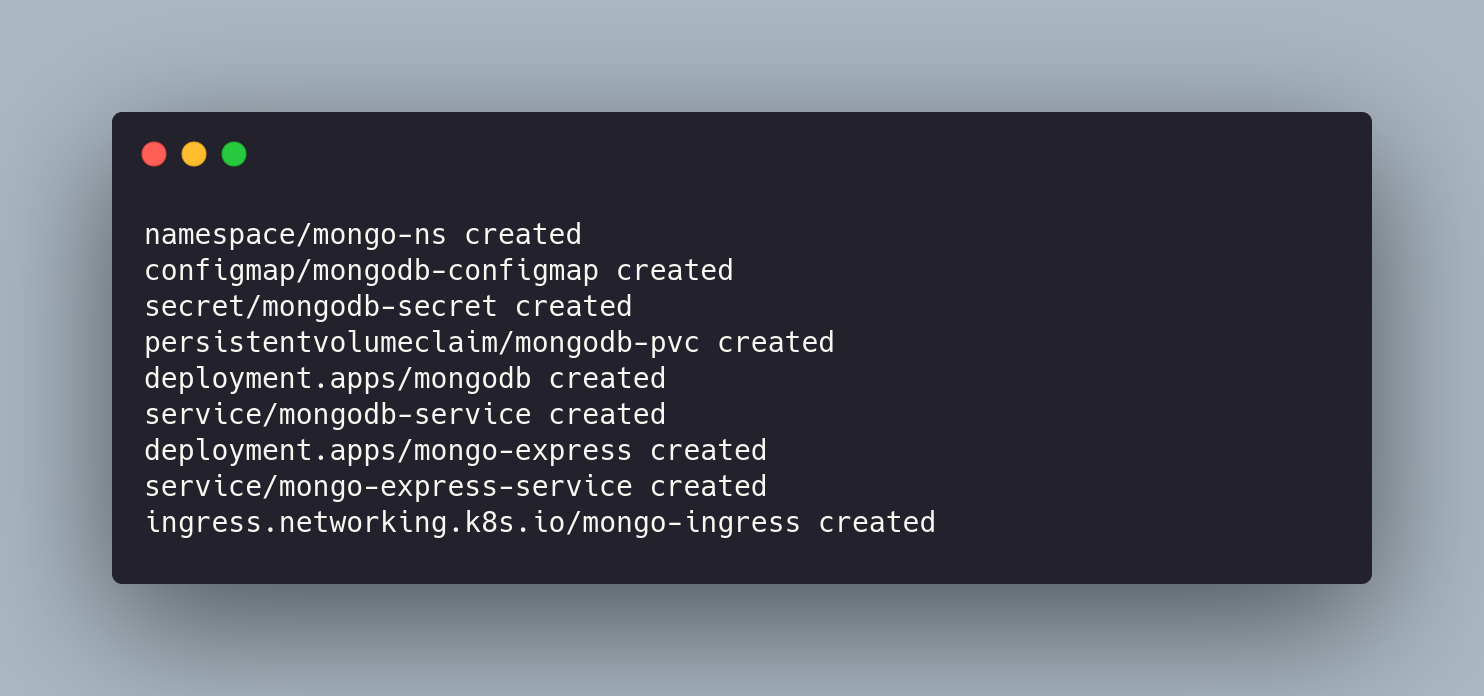 namespace/mongo-ns created
configmap/mongodb-configmap created
secret/mongodb-secret created
persistentvolumeclaim/mongodb-pvc created
deployment.apps/mongodb created
service/mongodb-service created
deployment.apps/mongo-express created
service/mongo-express-service created
ingress.networking.k8s.io/mongo-ingress created